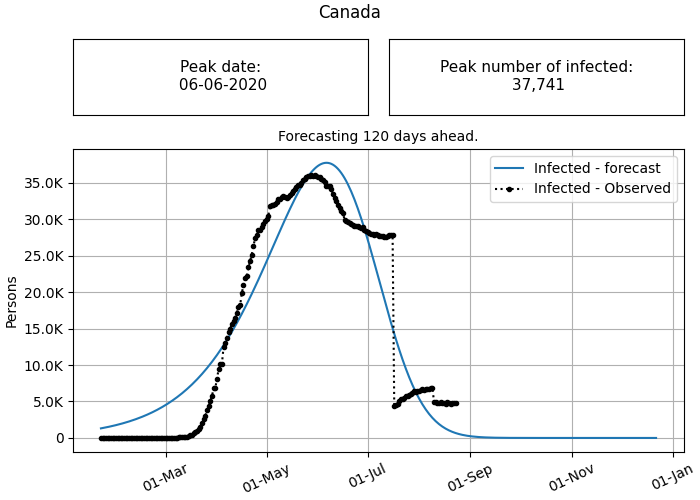 Canada
Peak date:
06-06-2020
Peak number of infected:
37,741
Forecasting 120 days ahead.
Infected - forecast
Infected - Observed
Persons
35.0K
30.0K
25.0K
20.0K
15.0K
10.0K
5.0K
0
01-Mar
01-May
01-Jul
01-Sep
01-Nov
01-Jan